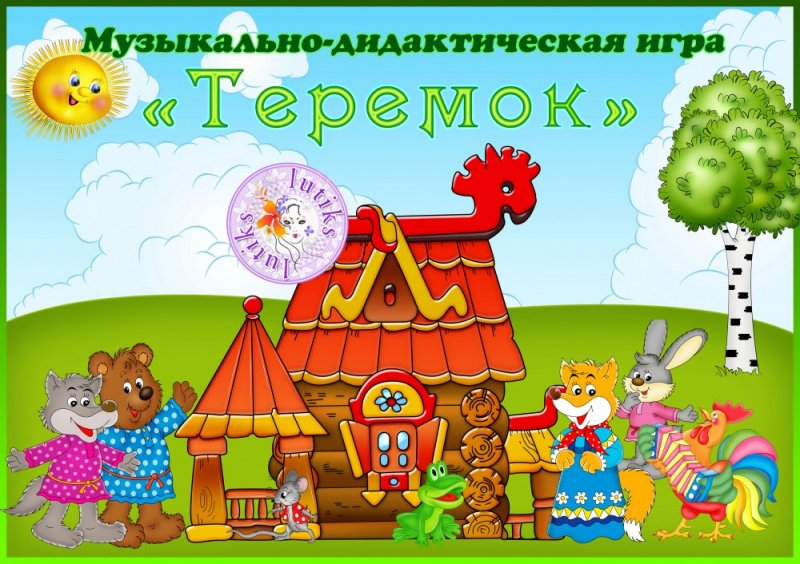 Музыкально-дидактическая игра
«Теремок»
lutiks
lutiks